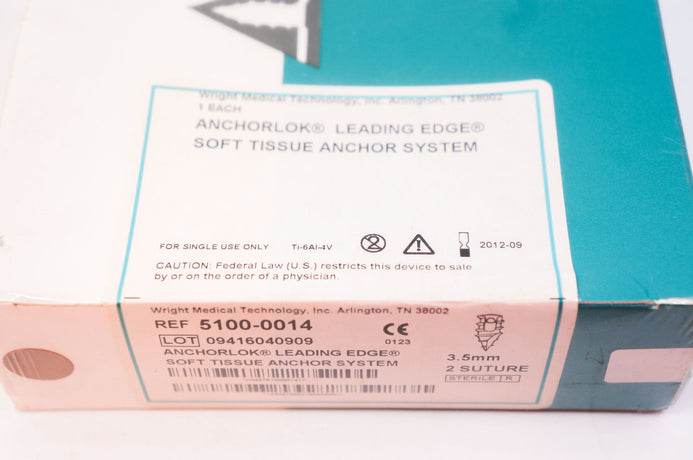 Wright Medical Technology, Inc. Arlington, TN 38002
1 EACH
ANCHORLOK® LEADING EDGE®
SOFT TISSUE ANCHOR SYSTEM
FOR SINGLE USE ONLY Ti-6Al-4V 2012-09
CAUTION: Federal Law (U.S.) restricts this device to sale
by or on the order of a physician.
Wright Medical Technology, Inc. Arlington, TN 38002
REF 5100-0014 CE
LOT 09416040909 0123
ANCHORLOK® LEADING EDGE®
SOFT TISSUE ANCHOR SYSTEM
3.5mm
2 SUTURE
STERILE R